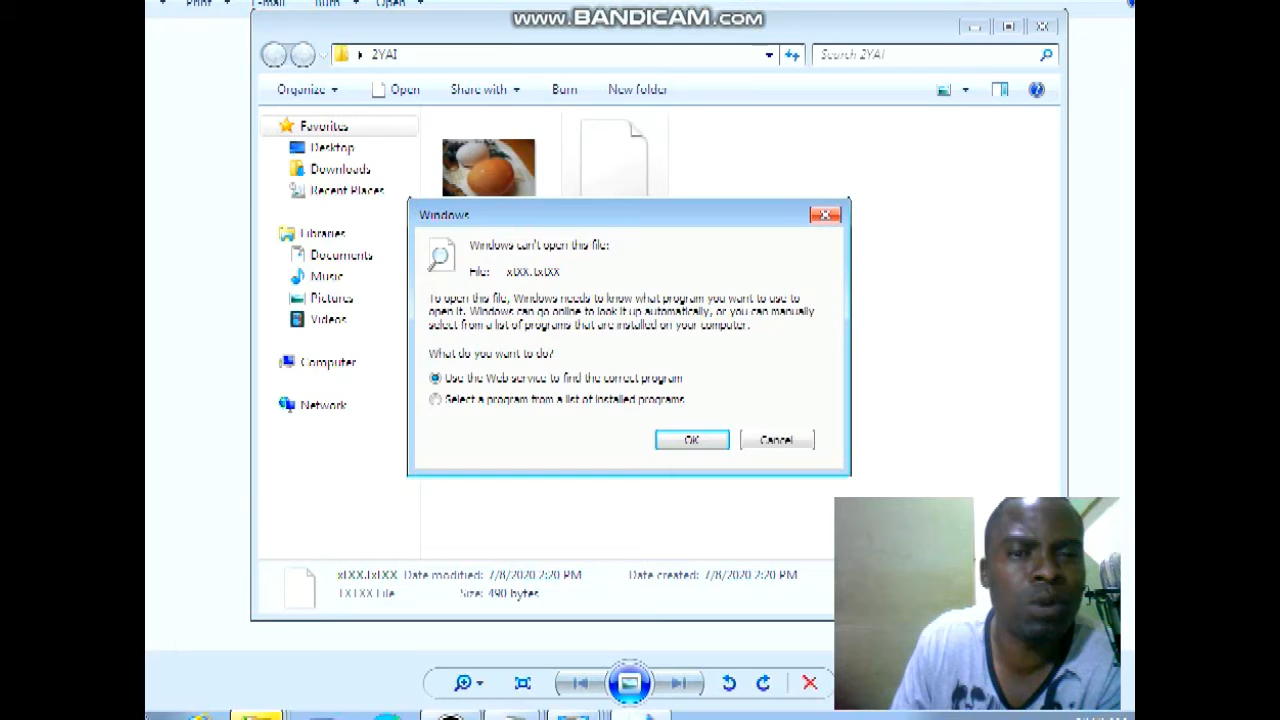 Print E-mail Burn Open
www.BANDICAM.com
2YAI
Search 2YAI
Organize Open Share with Burn New folder
Favorites
Desktop
Downloads
Recent Places
Libraries
Documents
Music
Pictures
Videos
Computer
Network
Windows
Windows can't open this file:
File:
To open this file, Windows needs to know what program you want to use to
open it. Windows can go online to look it up automatically, or you can manually
select from a list of programs that are installed on your computer.
What do you want to do?
Use the Web service to find the correct program
Select a program from a list of installed programs
OK Cancel
Date modified: 7/8/2020 2:20 PM Date created: 7/8/2020 2:20 PM
File Size: 490 bytes